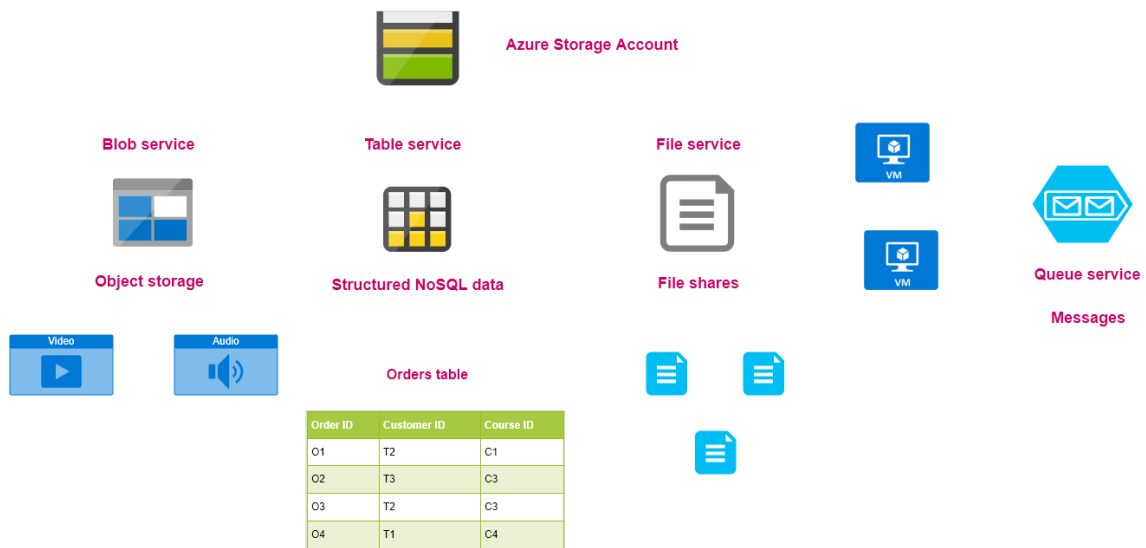 Azure Storage Account
Blob service
Table service
File service
VM
VM
Object storage
Structured NoSQL data
File shares
Queue service
Messages
Video
Audio
Orders table
Order ID Customer ID Course ID
O1 T2 C1
O2 T3 C3
O3 T2 C3
O4 T1 C4